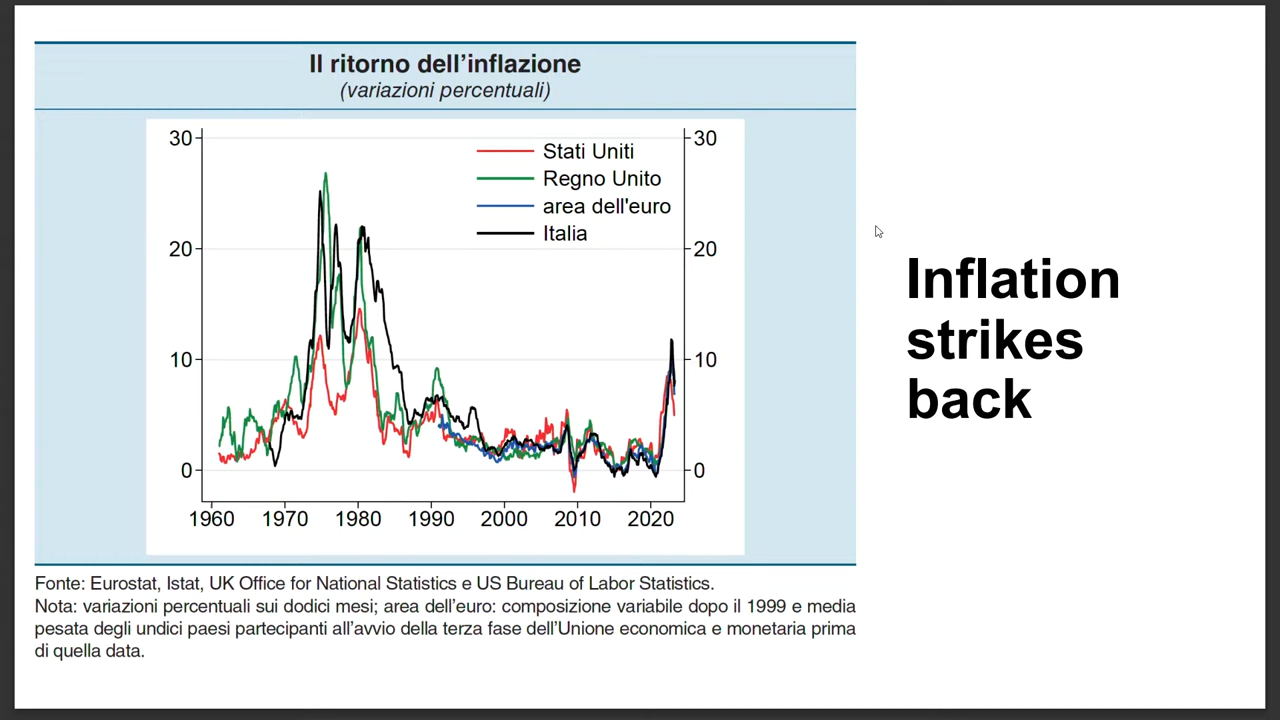 Il ritorno dell'inflazione
(variazioni percentuali)
30
20
10
0
30
20
10
0
Stati Uniti
Regno Unito
area dell'euro
Italia
1960 1970 1980 1990 2000 2010 2020
Fonte: Eurostat, Istat, UK Office for National Statistics e US Bureau of Labor Statistics.
Nota: variazioni percentuali sui dodici mesi; area dell'euro: composizione variabile dopo il 1999 e media
pesata degli undici paesi partecipanti all'avvio della terza fase dell'Unione economica e monetaria prima
di quella data.
Inflation
strikes
back